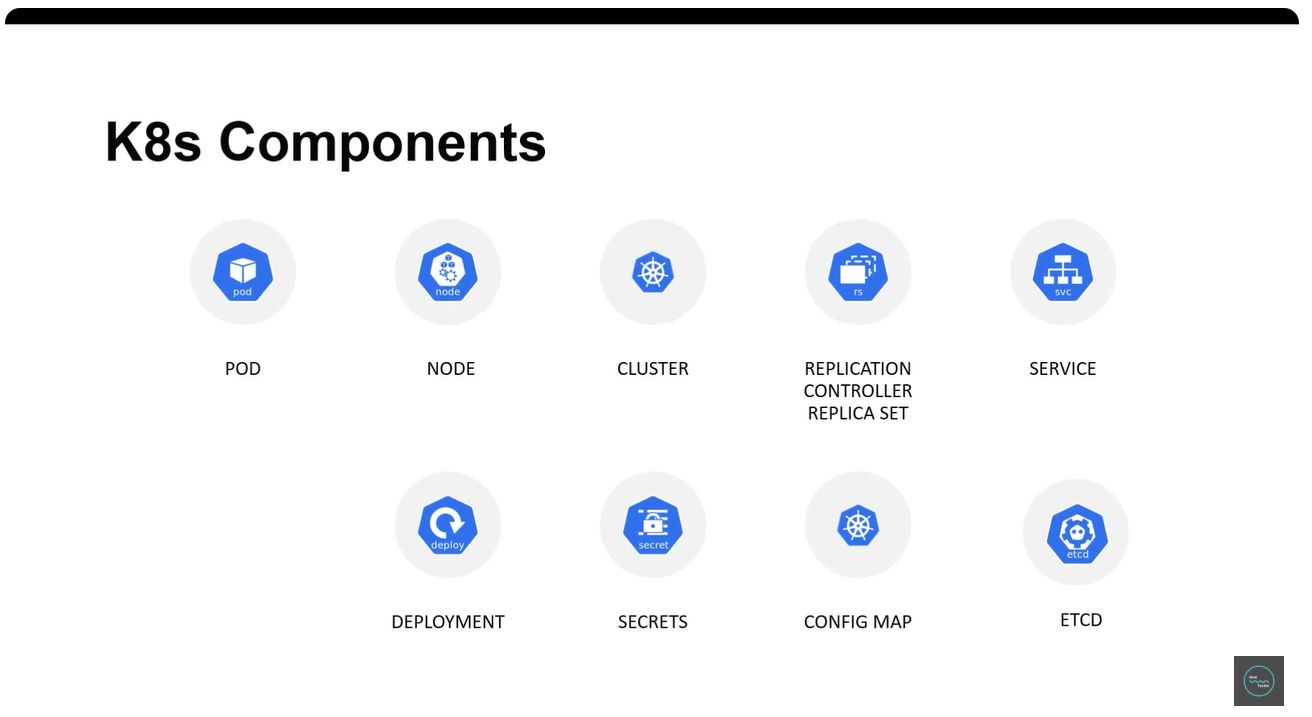 K8s Components
pod
node
rs
svc
POD
NODE
CLUSTER
REPLICATION
CONTROLLER
REPLICA SET
SERVICE
deploy
secret
etcd
DEPLOYMENT
SECRETS
CONFIG MAP
ETCD